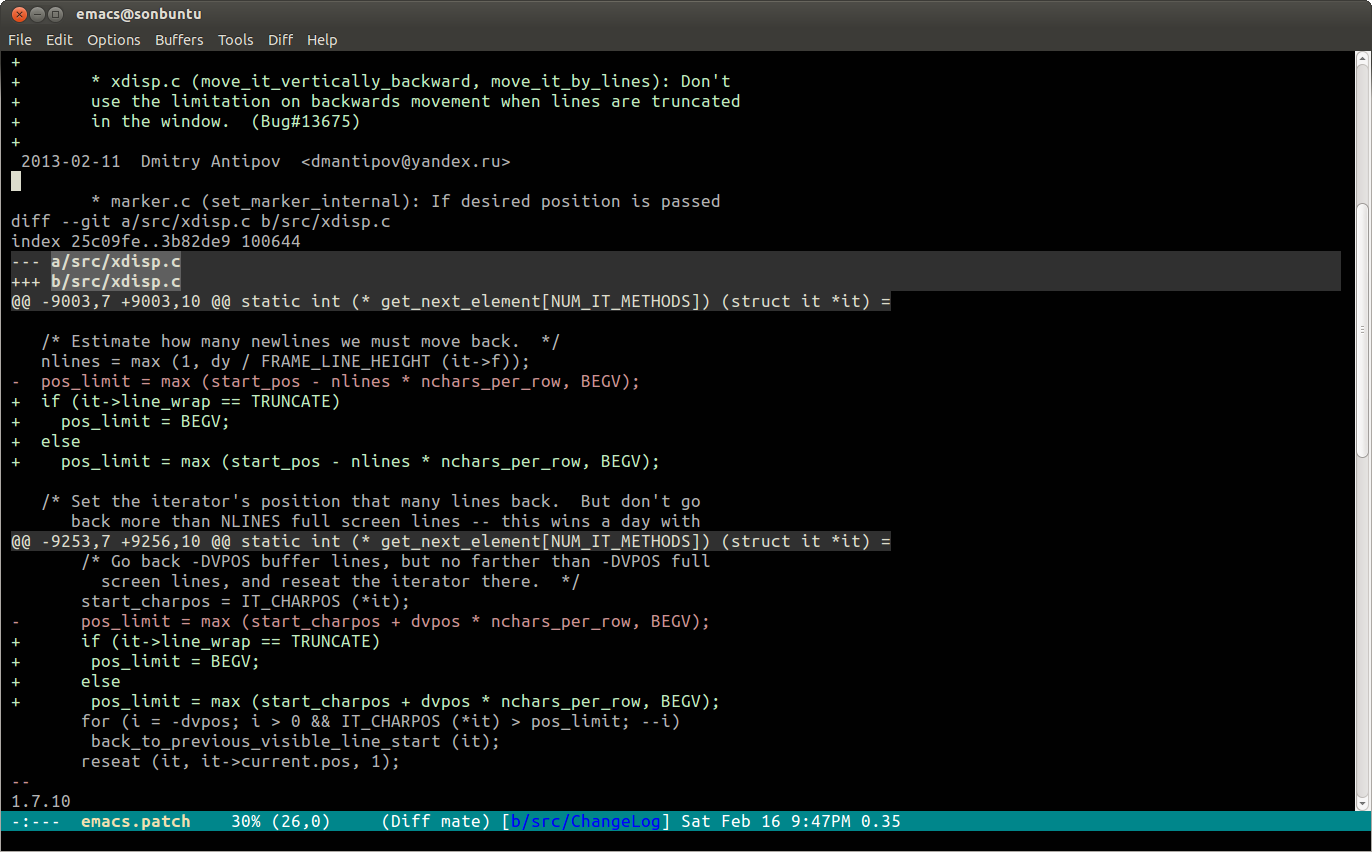 emacs@sonbuntu
File Edit Options Buffers Tools Diff Help
+
+       * xdisp.c (move_it_vertically_backward, move_it_by_lines): Don't
+       use the limitation on backwards movement when lines are truncated
+       in the window.  (Bug#13675)
+
 2013-02-11  Dmitry Antipov  <dmantipov@yandex.ru>
        * marker.c (set_marker_internal): If desired position is passed
diff --git a/src/xdisp.c b/src/xdisp.c
index 25c09fe..3b82de9 100644
--- a/src/xdisp.c
+++ b/src/xdisp.c
@@ -9003,7 +9003,10 @@ static int (* get_next_element[NUM_IT_METHODS]) (struct it *it) =
   /* Estimate how many newlines we must move back.  */
   nlines = max (1, dy / FRAME_LINE_HEIGHT (it->f));
-  pos_limit = max (start_pos - nlines * nchars_per_row, BEGV);
+  if (it->line_wrap == TRUNCATE)
+    pos_limit = BEGV;
+  else
+    pos_limit = max (start_pos - nlines * nchars_per_row, BEGV);
   /* Set the iterator's position that many lines back.  But don't go
      back more than NLINES full screen lines -- this wins a day with
@@ -9253,7 +9256,10 @@ static int (* get_next_element[NUM_IT_METHODS]) (struct it *it) =
       /* Go back -DVPOS buffer lines, but no farther than -DVPOS full
         screen lines, and reseat the iterator there.  */
       start_charpos = IT_CHARPOS (*it);
-      pos_limit = max (start_charpos + dvpos * nchars_per_row, BEGV);
+      if (it->line_wrap == TRUNCATE)
+       pos_limit = BEGV;
+      else
+       pos_limit = max (start_charpos + dvpos * nchars_per_row, BEGV);
       for (i = -dvpos; i > 0 && IT_CHARPOS (*it) > pos_limit; --i)
        back_to_previous_visible_line_start (it);
       reseat (it, it->current.pos, 1);
--
1.7.10
-:---  emacs.patch    30% (26,0)     (Diff mate) [b/src/ChangeLog] Sat Feb 16 9:47PM 0.35